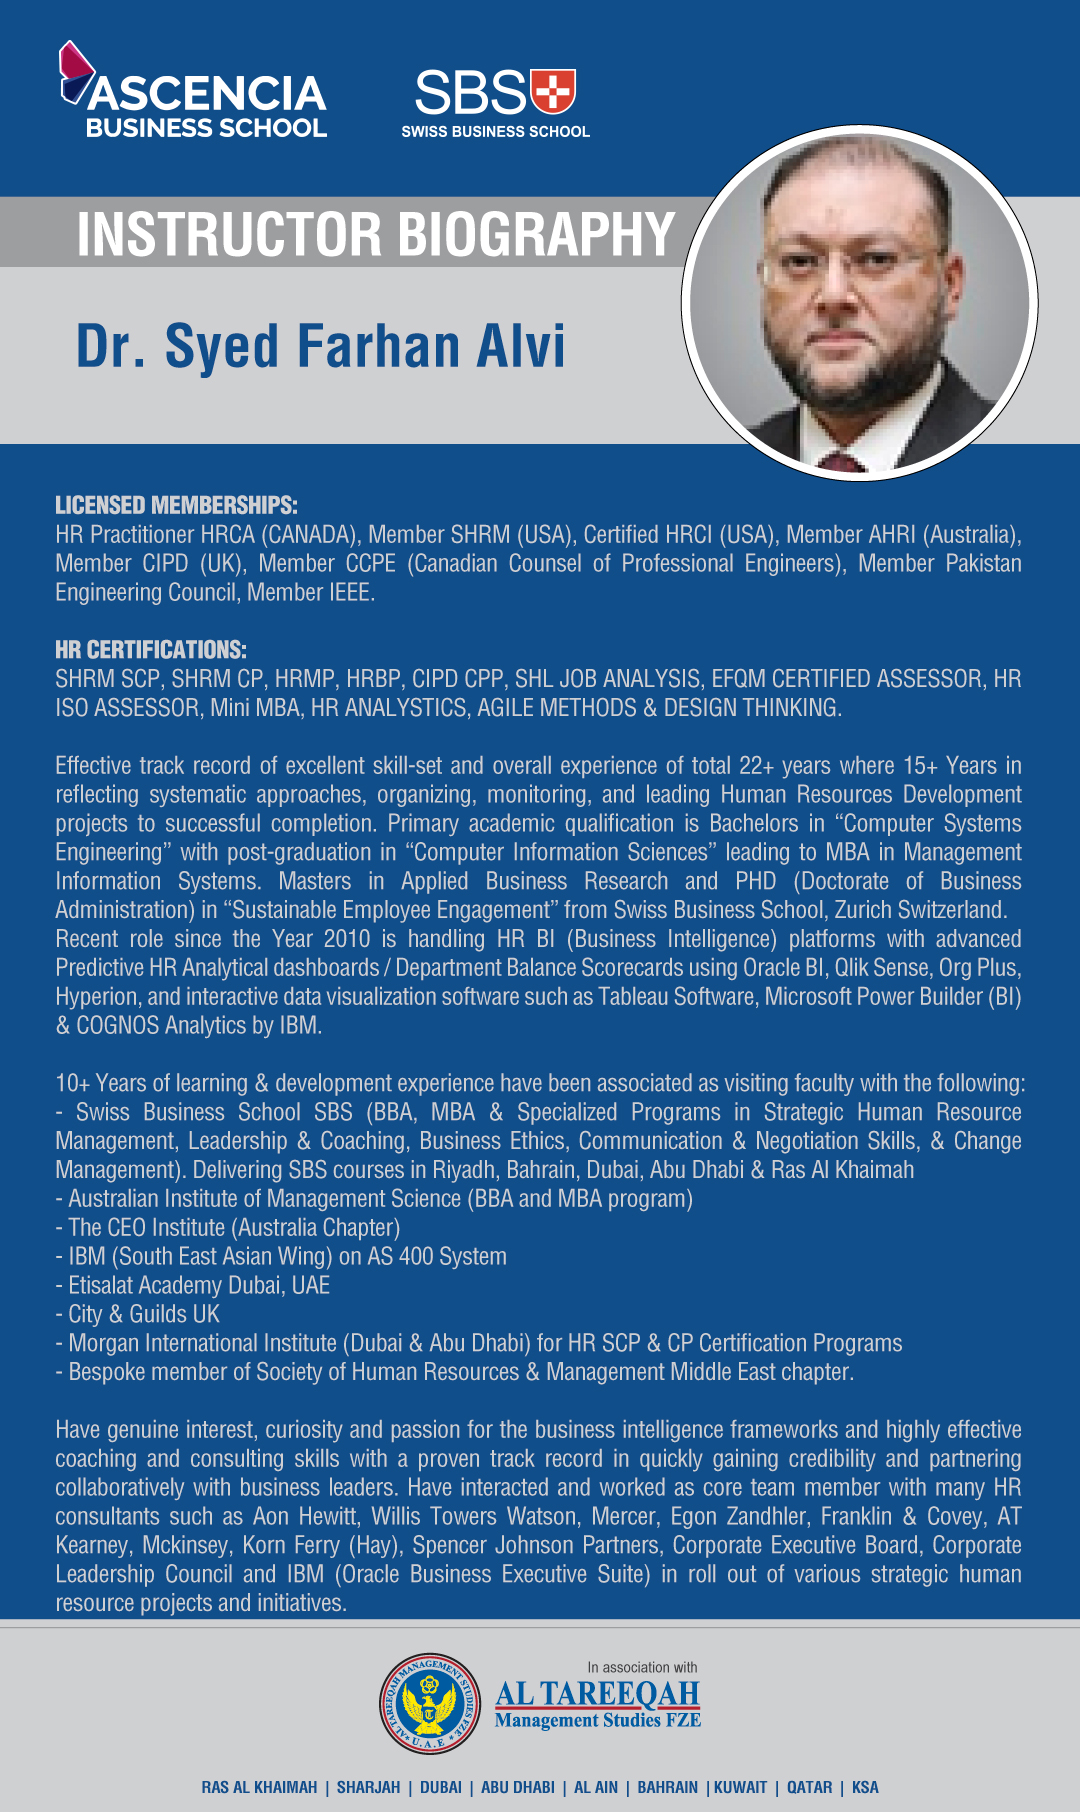 ASCENCIA
BUSINESS SCHOOL
SBS
SWISS BUSINESS SCHOOL
INSTRUCTOR BIOGRAPHY
Dr. Syed Farhan Alvi
LICENSED MEMBERSHIPS:
HR Practitioner HRCA (CANADA), Member SHRM (USA), Certified HRCI (USA), Member AHRI (Australia),
Member CIPD (UK), Member CCPE (Canadian Counsel of Professional Engineers), Member Pakistan
Engineering Council, Member IEEE.
HR CERTIFICATIONS:
SHRM SCP, SHRM CP, HRMP, HRBP, CIPD CPP, SHL JOB ANALYSIS, EFQM CERTIFIED ASSESSOR, HR
ISO ASSESSOR, Mini MBA, HR ANALYSTICS, AGILE METHODS & DESIGN THINKING.
Effective track record of excellent skill-set and overall experience of total 22+ years where 15+ Years in
reflecting systematic approaches, organizing, monitoring, and leading Human Resources Development
projects to successful completion. Primary academic qualification is Bachelors in “Computer Systems
Engineering” with post-graduation in “Computer Information Sciences” leading to MBA in Management
Information Systems. Masters in Applied Business Research and PHD (Doctorate of Business
Administration) in “Sustainable Employee Engagement” from Swiss Business School, Zurich Switzerland.
Recent role since the Year 2010 is handling HR BI (Business Intelligence) platforms with advanced
Predictive HR Analytical dashboards / Department Balance Scorecards using Oracle BI, Qlik Sense, Org Plus,
Hyperion, and interactive data visualization software such as Tableau Software, Microsoft Power Builder (BI)
& COGNOS Analytics by IBM.
10+ Years of learning & development experience have been associated as visiting faculty with the following:
- Swiss Business School SBS (BBA, MBA & Specialized Programs in Strategic Human Resource
Management, Leadership & Coaching, Business Ethics, Communication & Negotiation Skills, & Change
Management). Delivering SBS courses in Riyadh, Bahrain, Dubai, Abu Dhabi & Ras Al Khaimah
- Australian Institute of Management Science (BBA and MBA program)
- The CEO Institute (Australia Chapter)
- IBM (South East Asian Wing) on AS 400 System
- Etisalat Academy Dubai, UAE
- City & Guilds UK
- Morgan International Institute (Dubai & Abu Dhabi) for HR SCP & CP Certification Programs
- Bespoke member of Society of Human Resources & Management Middle East chapter.
Have genuine interest, curiosity and passion for the business intelligence frameworks and highly effective
coaching and consulting skills with a proven track record in quickly gaining credibility and partnering
collaboratively with business leaders. Have interacted and worked as core team member with many HR
consultants such as Aon Hewitt, Willis Towers Watson, Mercer, Egon Zandhler, Franklin & Covey, AT
Kearney, Mckinsey, Korn Ferry (Hay), Spencer Johnson Partners, Corporate Executive Board, Corporate
Leadership Council and IBM (Oracle Business Executive Suite) in roll out of various strategic human
resource projects and initiatives.
AL TAREEQAH MANAGEMENT STUDIES FZE
T
U.A.E
In association with
AL TAREEQAH
Management Studies FZE
RAS AL KHAIMAH | SHARJAH | DUBAI | ABU DHABI | AL AIN | BAHRAIN | KUWAIT | QATAR | KSA